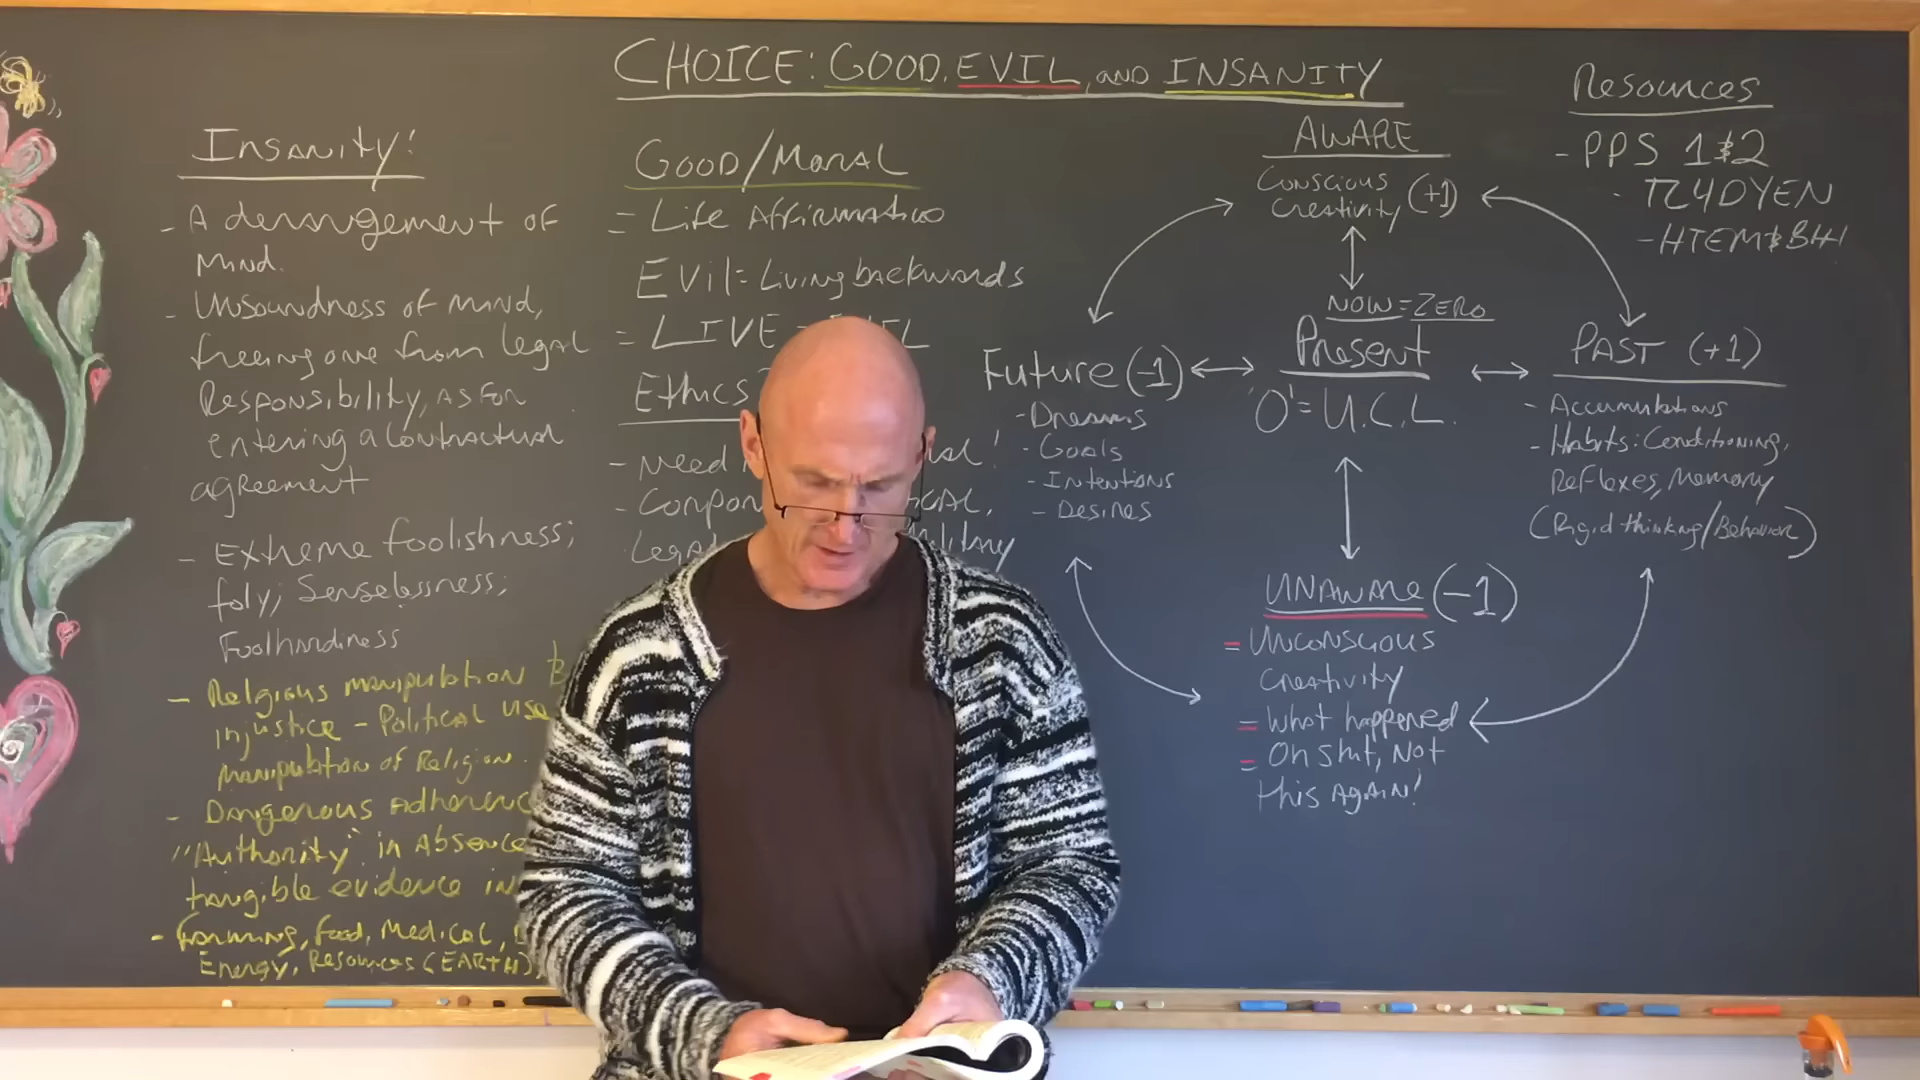 CHOICE: GOOD, EVIL, AND INSANITY
INSANITY!
- A derangement OF
MIND.
- Unsoundness of mind,
freeing one from legal
Responsibility, AS FOR
entering a contractual
agreement
- Extreme foolishness;
foly; Senselessness;
Foolhardiness
- Religious manipulation &
injustice - Political use
manipulation of Religion.
- Dangerous Adherence
"Authority" in Absence
tangible evidence in
- Farming, Food, Medical,
Energy, Resources (EARTH),
GOOD/MORAL
= Life Affirmative
Evil = Living backwards
= LIVE -
Ethics
- Need
- Corpor
Lega
AWARE
Conscious
Creativity (+1)
NOW = ZERO
Present
'O' = U.C.L.
Future (-1)
- Dreams
- Goals
- Intentions
- Desires
PAST (+1)
- Accumulations
- Habits: Conditioning,
Reflexes, Memory
(Rigid thinking/Behavior)
UNAWARE (-1)
= Unconscious
Creativity
= What happened
= Oh shit, Not
this AGAIN!
Resources
- PPS 1&2
- TL4DYEN
- HTEM&BH!